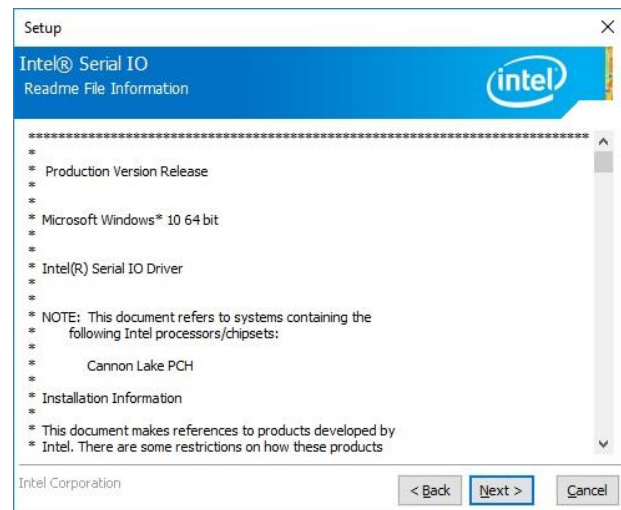 Setup
Intel® Serial IO
Readme File Information
intel
******************************************************************************
*
* Production Version Release
*
*
* Microsoft Windows* 10 64 bit
*
*
* Intel(R) Serial IO Driver
*
*
* NOTE: This document refers to systems containing the
* following Intel processors/chipsets:
*
* Cannon Lake PCH
*
* Installation Information
*
* This document makes references to products developed by
* Intel. There are some restrictions on how these products
Intel Corporation
< Back Next > Cancel